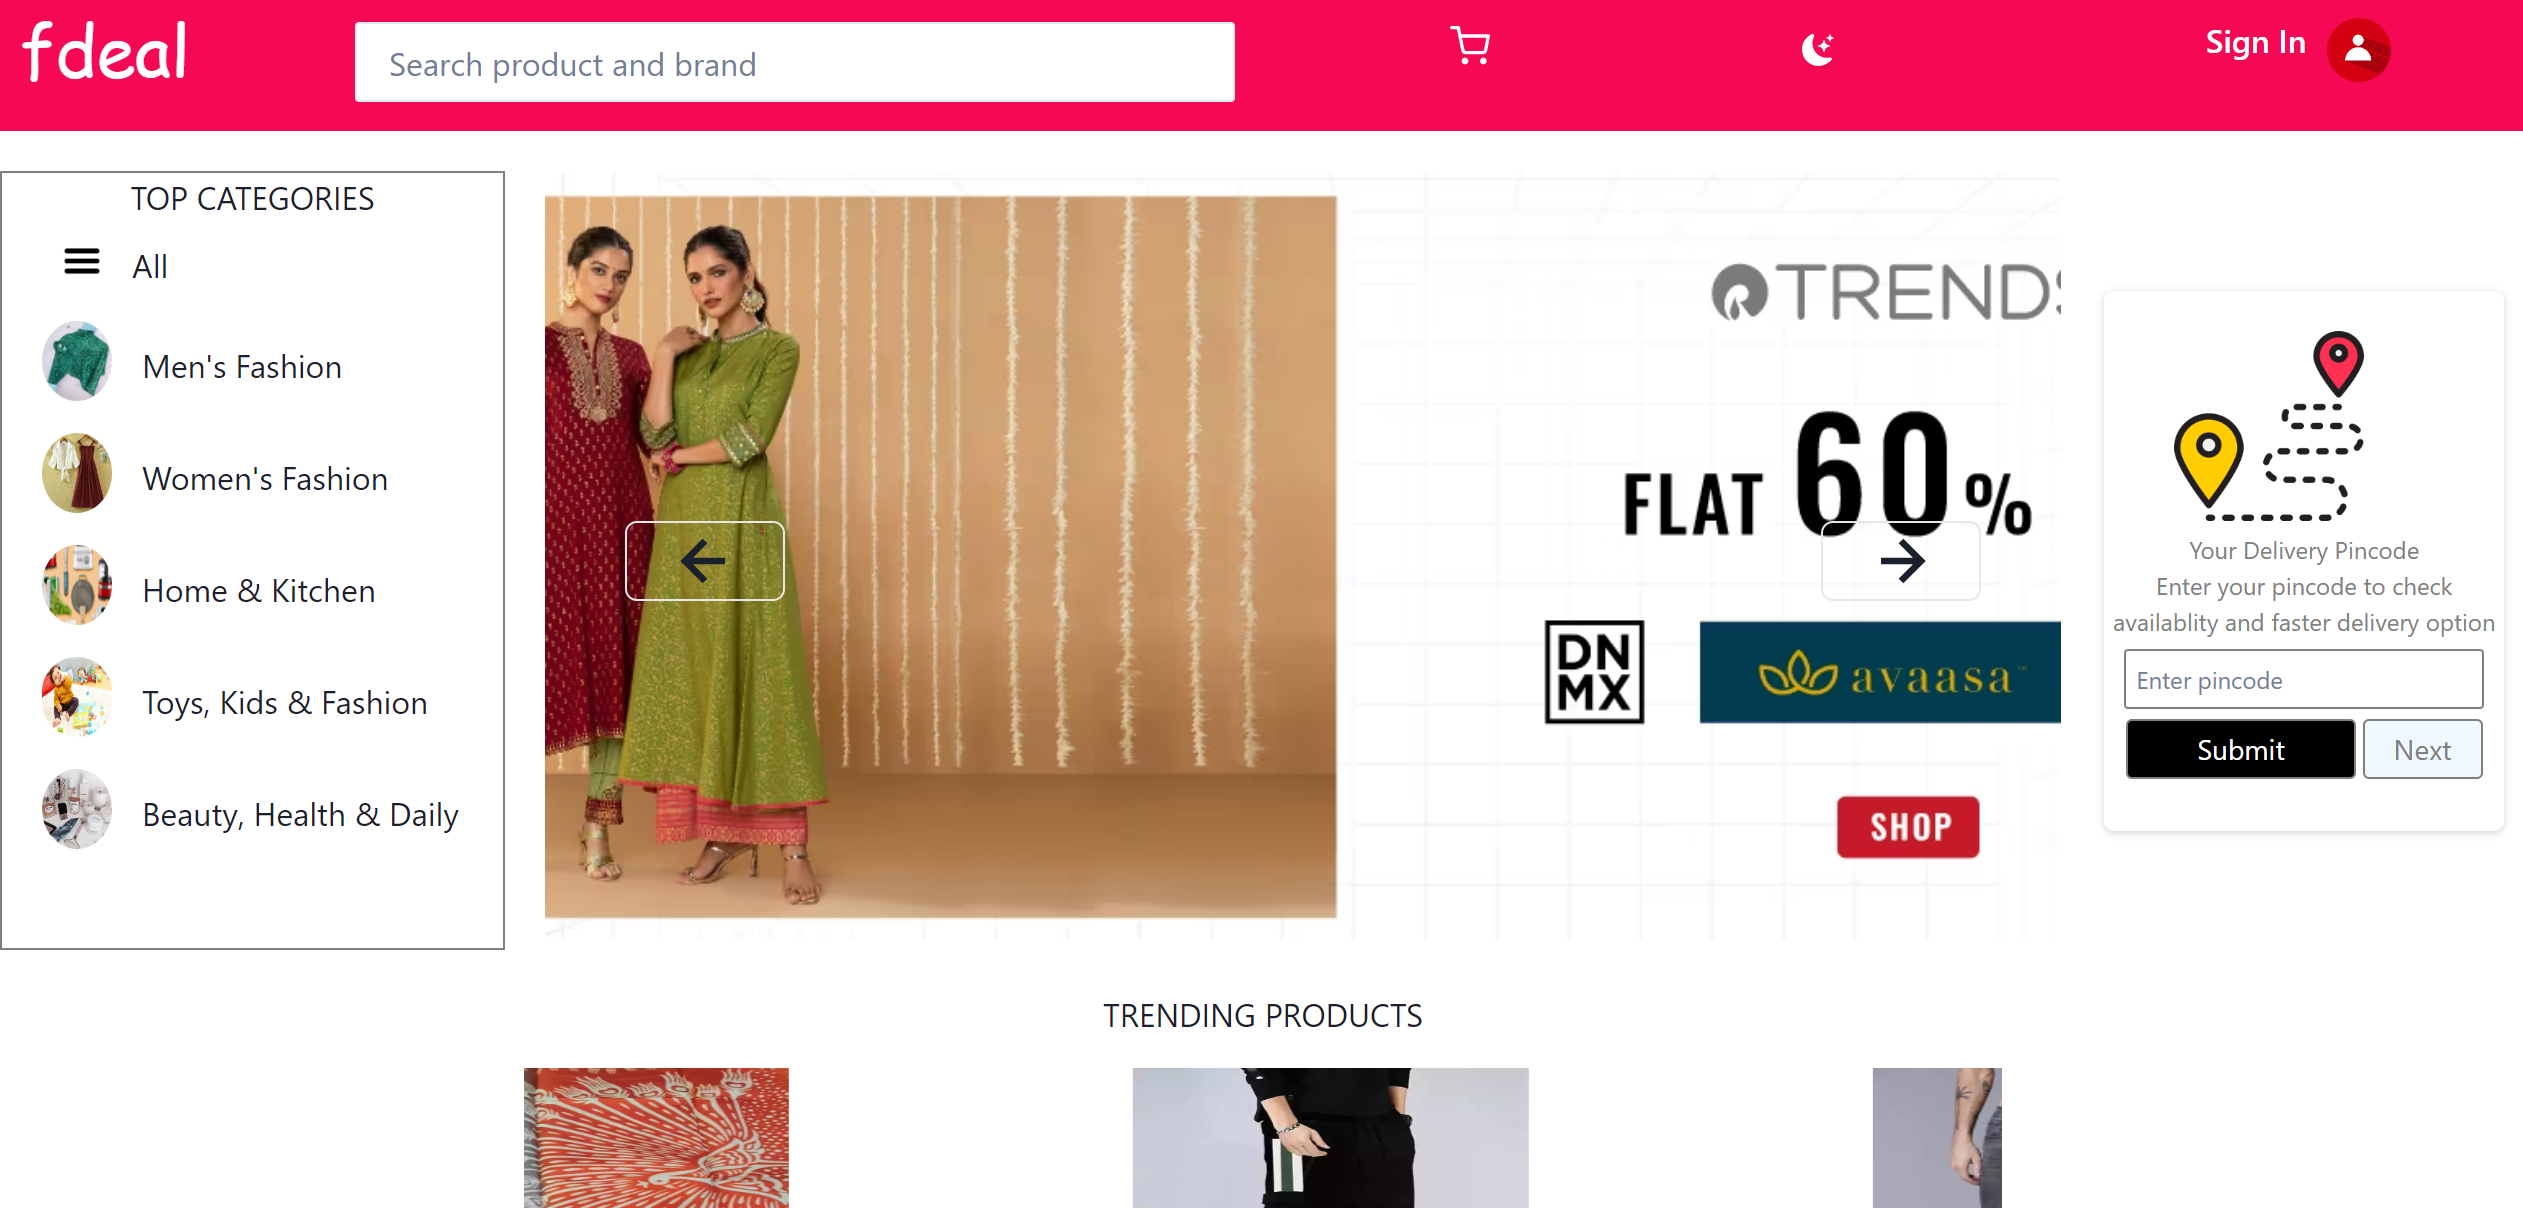 fdeal
Search product and brand
Sign In
TOP CATEGORIES
All
Men's Fashion
Women's Fashion
Home & Kitchen
Toys, Kids & Fashion
Beauty, Health & Daily
TRENDS
FLAT 60%
DN
MX
avaasa
SHOP
Your Delivery Pincode
Enter your pincode to check
availablity and faster delivery option
Enter pincode
Submit
Next
TRENDING PRODUCTS